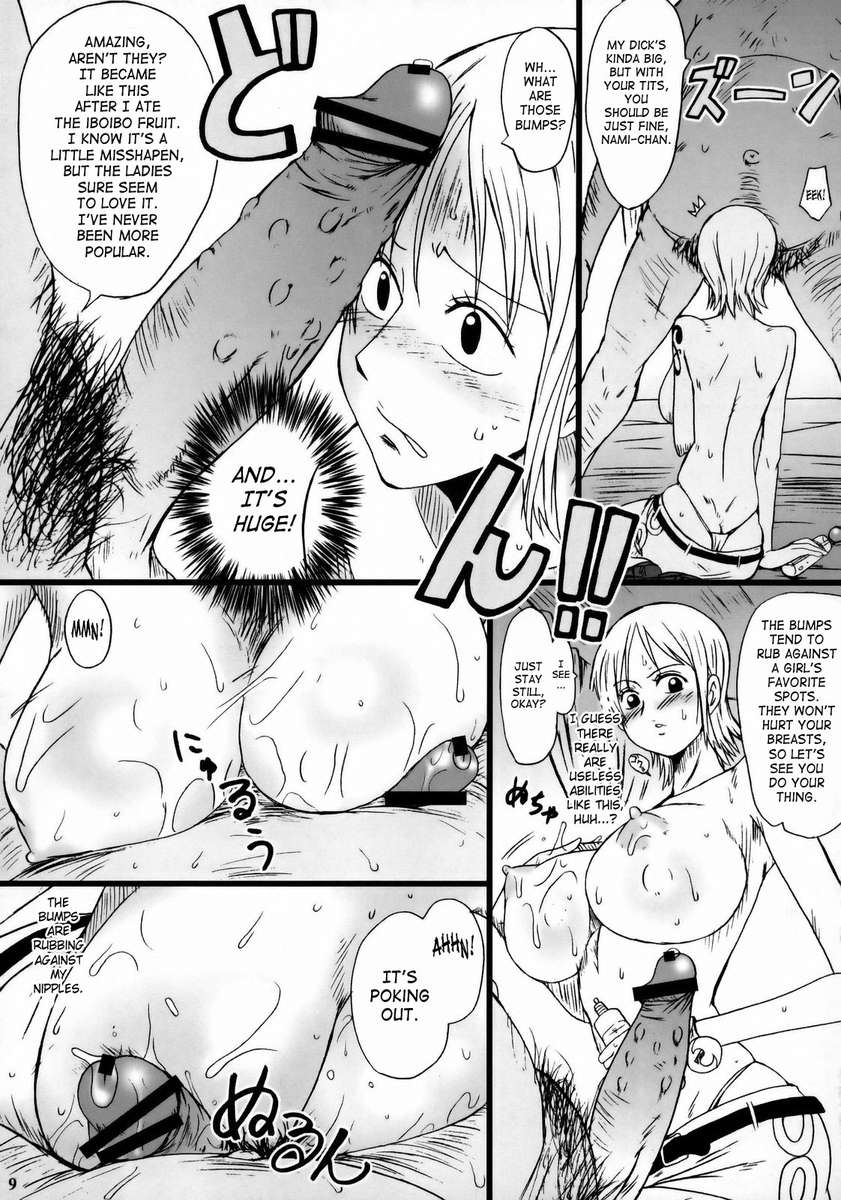 MY DICK'S
KINDA BIG,
BUT WITH
YOUR TITS,
YOU
SHOULD BE
JUST FINE,
NAMI-CHAN.
ズーン
EEK!
WH...
WHAT
ARE
THOSE
BUMPS?
AMAZING,
AREN'T THEY?
IT BECAME
LIKE THIS
AFTER I ATE
THE IBOIBO FRUIT.
I KNOW IT'S A
LITTLE MISSHAPEN,
BUT THE LADIES
SURE SEEM
TO LOVE IT.
I'VE NEVER
BEEN MORE
POPULAR.
ど
ん!!
AND...
IT'S
HUGE!
THE BUMPS
TEND TO
RUB AGAINST
A GIRL'S
FAVORITE
SPOTS.
THEY WON'T
HURT YOUR
BREASTS,
SO LET'S
SEE YOU
DO YOUR
THING.
I
SEE
...
JUST
STAY
STILL,
OKAY?
I GUESS
THERE
REALLY
ARE
USELESS
ABILITIES
LIKE THIS,
HUH...?
めちゃ
MMN!
にゅるぅ
AHHN!
IT'S
POKING
OUT.
THE
BUMPS
ARE
RUBBING
AGAINST
MY
NIPPLES.
ぬるん
9